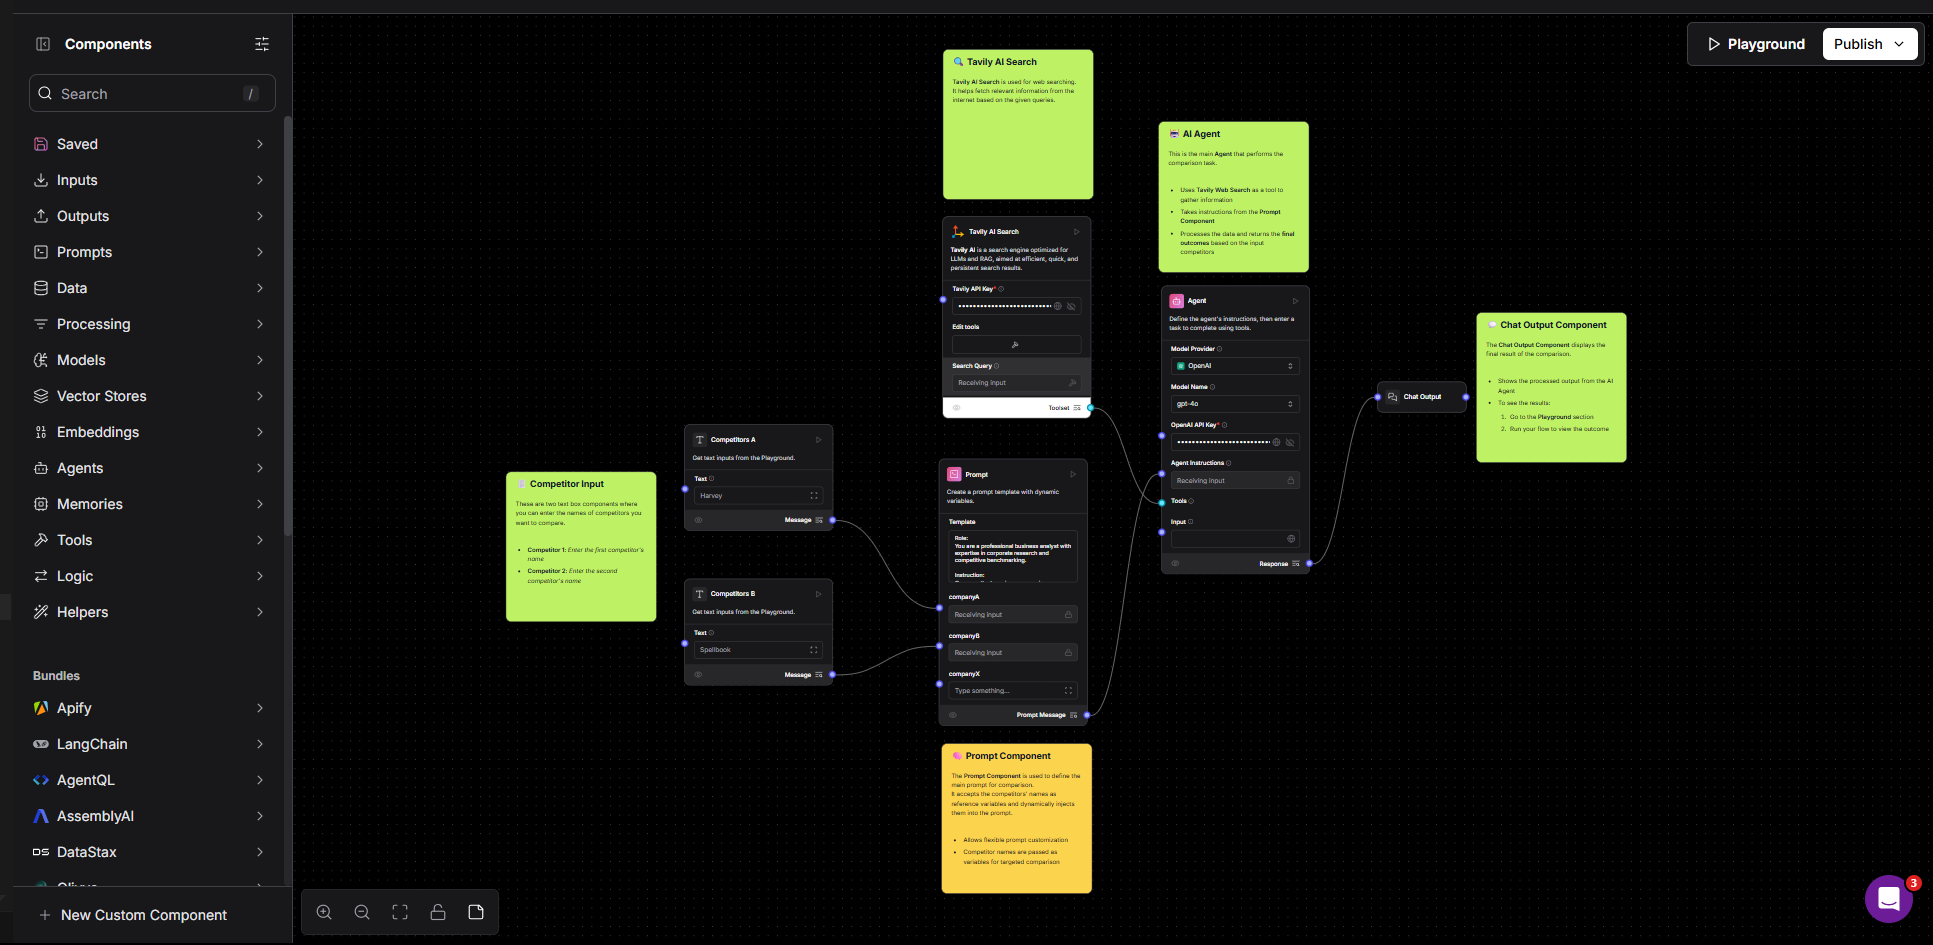 Components
Search /
Saved
Inputs
Outputs
Prompts
Data
Processing
Models
Vector Stores
Embeddings
Agents
Memories
Tools
Logic
Helpers
Bundles
Apify
LangChain
AgentQL
AssemblyAI
DS DataStax
New Custom Component
Playground
Publish
Tavily AI Search
Tavily AI Search is used for web searching.
It helps fetch relevant information from the
internet based on the given queries.
Tavily AI Search
Tavily AI is a search engine optimized for
LLMs and RAG, aimed at efficient, quick, and
persistent search results.
Tavily API Key*
Edit tools
Search Query
Receiving input
Toolset
AI Agent
This is the main Agent that performs the
comparison task.
• Uses Tavily Web Search as a tool to
gather information
• Takes instructions from the Prompt
Component
• Processes the data and returns the final
outcomes based on the input
competitors
Agent
Define the agent's instructions, then enter a
task to complete using tools.
Model Provider
OpenAI
Model Name
gpt-4o
OpenAI API Key*
Agent Instructions
Receiving input
Tools
Input
Response
Chat Output
Chat Output Component
The Chat Output Component displays the
final result of the comparison.
• Shows the processed output from the AI
Agent
• To see the results:
1. Go to the Playground section
2. Run your flow to view the outcome
Competitor Input
These are two text box components where
you can enter the names of competitors you
want to compare.
• Competitor 1: Enter the first competitor's
name
• Competitor 2: Enter the second
competitor's name
Competitors A
Get text inputs from the Playground.
Text
Harvey
Message
Competitors B
Get text inputs from the Playground.
Text
Spellbook
Message
Prompt
Create a prompt template with dynamic
variables.
Template
Role:
You are a professional business analyst with
expertise in corporate research and
competitive benchmarking.
Instruction:
companyA
Receiving input
companyB
Receiving input
companyX
Type something...
Prompt Message
Prompt Component
The Prompt Component is used to define the
main prompt for comparison.
It accepts the competitors' names as
reference variables and dynamically injects
them into the prompt.
• Allows flexible prompt customization
• Competitor names are passed as
variables for targeted comparison
3